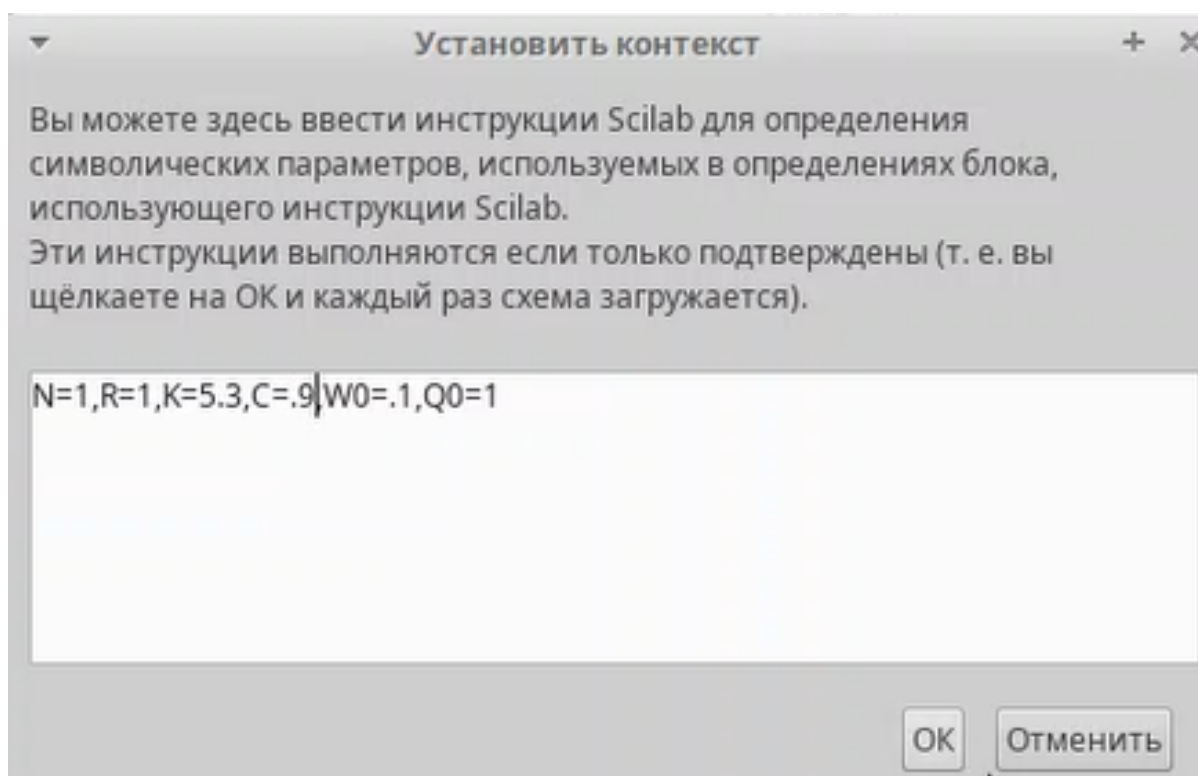 Установить контекст
Вы можете здесь ввести инструкции Scilab для определения
символических параметров, используемых в определениях блока,
использующего инструкции Scilab.
Эти инструкции выполняются если только подтверждены (т. е. вы
щёлкаете на ОК и каждый раз схема загружается).
N=1,R=1,K=5.3,C=.9,W0=.1,Q0=1
ОК Отменить